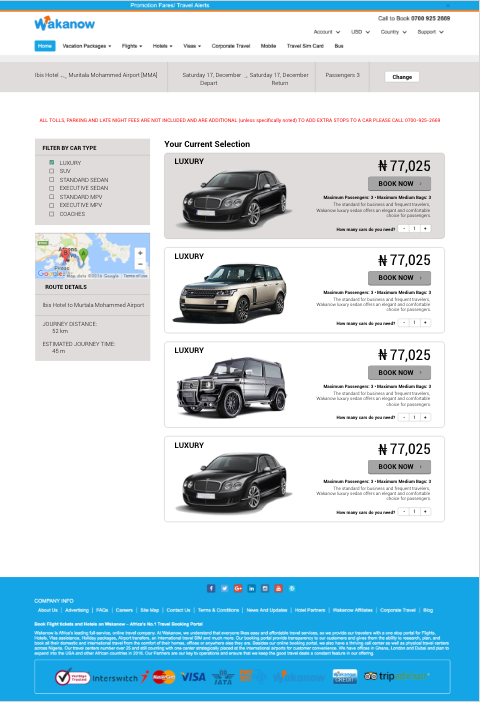 Promotion Fares/ Travel Alerts
Wakanow
Call to Book 0700 925 2669
Account USD Country Support
Home Vacation Packages Flights Hotels Visas Corporate Travel Mobile Travel Sim Card Bus
Ibis Hotel ... Muritala Mohammed Airport [MMA]
Saturday 17, December _ Saturday 17, December
Depart Return
Passengers 3
Change
ALL TOLLS, PARKING AND LATE NIGHT FEES ARE NOT INCLUDED AND ARE ADDITIONAL (unless specifically noted) TO ADD EXTRA STOPS TO A CAR PLEASE CALL 0700-925-2669
FILTER BY CAR TYPE
LUXURY
SUV
STANDARD SEDAN
EXECUTIVE SEDAN
STANDARD MPV
EXECUTIVE MPV
COACHES
Google
Map data ©2016 Google Terms of Use
ROUTE DETAILS
Ibis Hotel to Murtala Mohammed Airport
JOURNEY DISTANCE:
52 km
ESTIMATED JOURNEY TIME:
45 m
Your Current Selection
LUXURY
₦ 77,025
BOOK NOW
Maximum Passengers: 3 • Maximum Medium Bags: 3
The standard for business and frequent travelers,
Wakanow luxury sedan offers an elegant and comfortable
choice for passengers.
How many cars do you need? - 1 +
LUXURY
₦ 77,025
BOOK NOW
Maximum Passengers: 3 • Maximum Medium Bags: 3
The standard for business and frequent travelers,
Wakanow luxury sedan offers an elegant and comfortable
choice for passengers.
How many cars do you need? - 1 +
LUXURY
₦ 77,025
BOOK NOW
Maximum Passengers: 3 • Maximum Medium Bags: 3
The standard for business and frequent travelers,
Wakanow luxury sedan offers an elegant and comfortable
choice for passengers.
How many cars do you need? - 1 +
LUXURY
₦ 77,025
BOOK NOW
Maximum Passengers: 3 • Maximum Medium Bags: 3
The standard for business and frequent travelers,
Wakanow luxury sedan offers an elegant and comfortable
choice for passengers.
How many cars do you need? - 1 +
COMPANY INFO
About Us | Advertising | FAQs | Careers | Site Map | Contact Us | Terms & Conditions | News And Updates | Hotel Partners | Wakanow Affiliates | Corporate Travel | Blog
Book Flight tickets and Hotels on Wakanow - Africa's No 1 Travel Booking Portal
Interswitch MasterCard VISA IATA tripadvisor